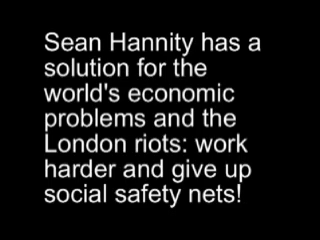 Sean Hannity has a
solution for the
world's economic
problems and the
London riots: work
harder and give up
social safety nets!